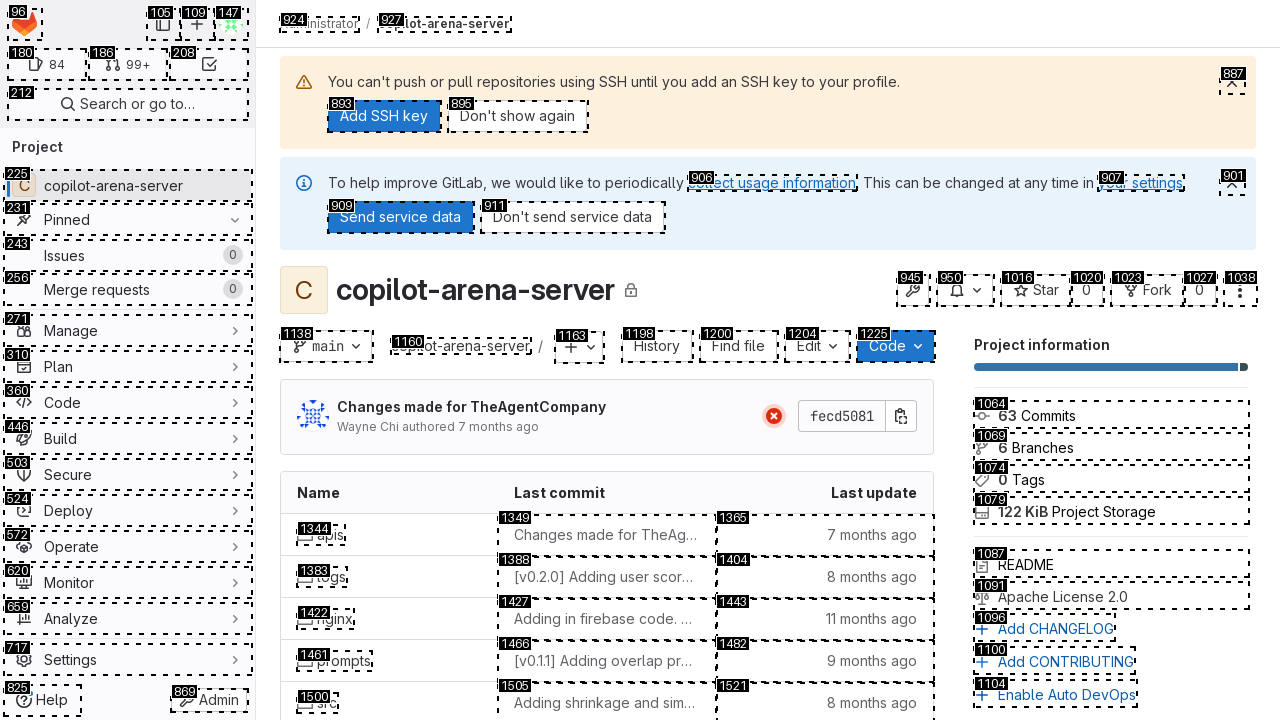 96
105
109
147
180
84
186
99+
208
212
Search or go to…
Project
225
C
copilot-arena-server
231
Pinned
243
Issues
0
256
Merge requests
0
271
Manage
310
Plan
360
Code
446
Build
503
Secure
524
Deploy
572
Operate
620
Monitor
659
Analyze
717
Settings
825
Help
869
Admin
924
Administrator
/
927
copilot-arena-server
You can't push or pull repositories using SSH until you add an SSH key to your profile.
887
893
Add SSH key
895
Don't show again
To help improve GitLab, we would like to periodically
906
collect usage information
. This can be changed at any time in
907
your settings
.
901
909
Send service data
911
Don't send service data
C
copilot-arena-server
945
950
1016
Star
1020
0
1023
Fork
1027
0
1038
1138
main
1160
copilot-arena-server
/
1163
1198
History
1200
Find file
1204
Edit
1225
Code
Changes made for TheAgentCompany
Wayne Chi authored 7 months ago
fecd5081
Name
Last commit
Last update
1344
apis
1349
Changes made for TheAg…
1365
7 months ago
1383
logs
1388
[v0.2.0] Adding user scor…
1404
8 months ago
1422
nginx
1427
Adding in firebase code. …
1443
11 months ago
1461
prompts
1466
[v0.1.1] Adding overlap pr…
1482
9 months ago
1500
src
1505
Adding shrinkage and sim…
1521
8 months ago
Project information
1064
63 Commits
1069
6 Branches
1074
0 Tags
1079
122 KiB Project Storage
1087
README
1091
Apache License 2.0
1096
Add CHANGELOG
1100
Add CONTRIBUTING
1104
Enable Auto DevOps